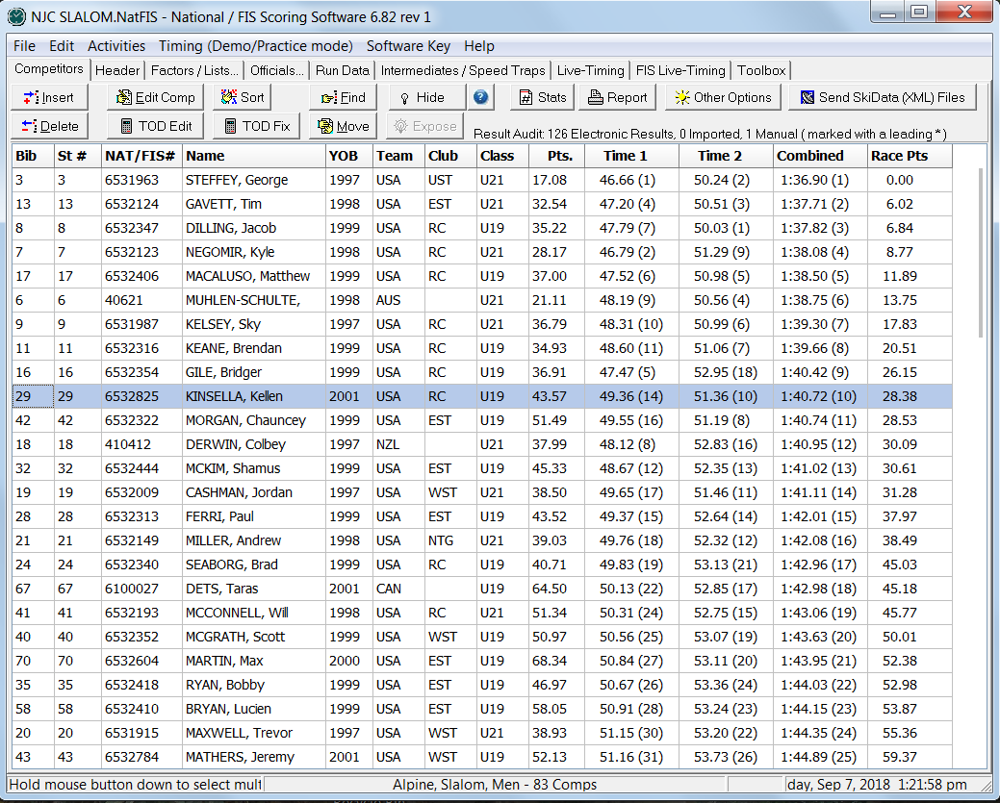 NJC SLALOM.NatFIS - National / FIS Scoring Software 6.82 rev 1
File Edit Activities Timing (Demo/Practice mode) Software Key Help
Competitors Header Factors / Lists... Officials... Run Data Intermediates / Speed Traps Live-Timing FIS Live-Timing Toolbox
Insert Edit Comp Sort Find Hide ? Stats Report Other Options Send SkiData (XML) Files
Delete TOD Edit TOD Fix Move Expose Result Audit: 126 Electronic Results, 0 Imported, 1 Manual ( marked with a leading * )
Bib St # NAT/FIS# Name YOB Team Club Class Pts. Time 1 Time 2 Combined Race Pts
3 3 6531963 STEFFEY, George 1997 USA UST U21 17.08 46.66 (1) 50.24 (2) 1:36.90 (1) 0.00
13 13 6532124 GAVETT, Tim 1998 USA EST U21 32.54 47.20 (4) 50.51 (3) 1:37.71 (2) 6.02
8 8 6532347 DILLING, Jacob 1999 USA RC U19 35.22 47.79 (7) 50.03 (1) 1:37.82 (3) 6.84
7 7 6532123 NEGOMIR, Kyle 1998 USA RC U21 28.17 46.79 (2) 51.29 (9) 1:38.08 (4) 8.77
17 17 6532406 MACALUSO, Matthew 1999 USA RC U19 37.00 47.52 (6) 50.98 (5) 1:38.50 (5) 11.89
6 6 40621 MUHLEN-SCHULTE, 1998 AUS U21 21.11 48.19 (9) 50.56 (4) 1:38.75 (6) 13.75
9 9 6531987 KELSEY, Sky 1997 USA RC U21 36.79 48.31 (10) 50.99 (6) 1:39.30 (7) 17.83
11 11 6532316 KEANE, Brendan 1999 USA RC U19 34.93 48.60 (11) 51.06 (7) 1:39.66 (8) 20.51
16 16 6532354 GILE, Bridger 1999 USA RC U19 36.91 47.47 (5) 52.95 (18) 1:40.42 (9) 26.15
29 29 6532825 KINSELLA, Kellen 2001 USA RC U19 43.57 49.36 (14) 51.36 (10) 1:40.72 (10) 28.38
42 42 6532322 MORGAN, Chauncey 1999 USA EST U19 51.49 49.55 (16) 51.19 (8) 1:40.74 (11) 28.53
18 18 410412 DERWIN, Colbey 1997 NZL U21 37.99 48.12 (8) 52.83 (16) 1:40.95 (12) 30.09
32 32 6532444 MCKIM, Shamus 1999 USA EST U19 45.33 48.67 (12) 52.35 (13) 1:41.02 (13) 30.61
19 19 6532009 CASHMAN, Jordan 1997 USA WST U21 38.50 49.65 (17) 51.46 (11) 1:41.11 (14) 31.28
28 28 6532313 FERRI, Paul 1999 USA EST U19 43.52 49.37 (15) 52.64 (14) 1:42.01 (15) 37.97
21 21 6532149 MILLER, Andrew 1998 USA NTG U21 39.03 49.76 (18) 52.32 (12) 1:42.08 (16) 38.49
24 24 6532340 SEABORG, Brad 1999 USA RC U19 40.71 49.83 (19) 53.13 (21) 1:42.96 (17) 45.03
67 67 6100027 DETS, Taras 2001 CAN U19 64.50 50.13 (22) 52.85 (17) 1:42.98 (18) 45.18
41 41 6532193 MCCONNELL, Will 1998 USA RC U21 51.34 50.31 (24) 52.75 (15) 1:43.06 (19) 45.77
40 40 6532352 MCGRATH, Scott 1999 USA WST U19 50.97 50.56 (25) 53.07 (19) 1:43.63 (20) 50.01
70 70 6532604 MARTIN, Max 2000 USA EST U19 68.34 50.84 (27) 53.11 (20) 1:43.95 (21) 52.38
35 35 6532418 RYAN, Bobby 1999 USA EST U19 46.97 50.67 (26) 53.36 (24) 1:44.03 (22) 52.98
58 58 6532410 BRYAN, Lucien 1999 USA EST U19 58.05 50.91 (28) 53.24 (23) 1:44.15 (23) 53.87
20 20 6531915 MAXWELL, Trevor 1997 USA WST U21 38.93 51.15 (30) 53.20 (22) 1:44.35 (24) 55.36
43 43 6532784 MATHERS, Jeremy 2001 USA WST U19 52.13 51.16 (31) 53.73 (26) 1:44.89 (25) 59.37
Hold mouse button down to select mult Alpine, Slalom, Men - 83 Comps day, Sep 7, 2018 1:21:58 pm